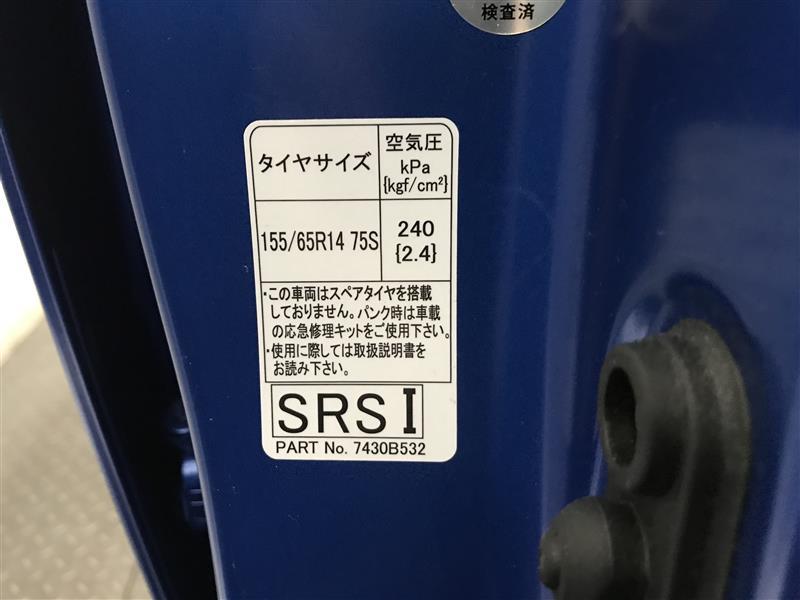 検査済
タイヤサイズ
空気圧
kPa
{kgf/cm²}
155/65R14 75S
240
{2.4}
・この車両はスペアタイヤを搭載
しておりません。パンク時は車載
の応急修理キットをご使用下さい。
・使用に際しては取扱説明書を
お読み下さい。
SRS I
PART No. 7430B532